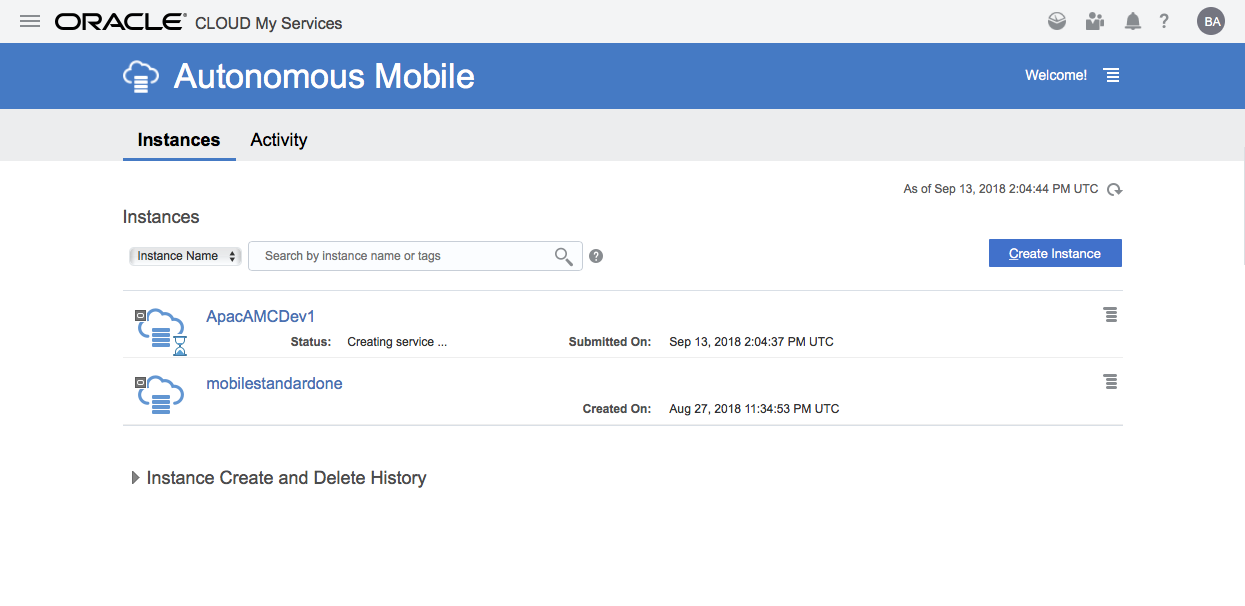 ORACLE® CLOUD My Services
? BA
Autonomous Mobile
Welcome!
Instances Activity
As of Sep 13, 2018 2:04:44 PM UTC
Instances
Instance Name Search by instance name or tags ? Create Instance
ApacAMCDev1
Status: Creating service ... Submitted On: Sep 13, 2018 2:04:37 PM UTC
mobilestandardone
Created On: Aug 27, 2018 11:34:53 PM UTC
Instance Create and Delete History